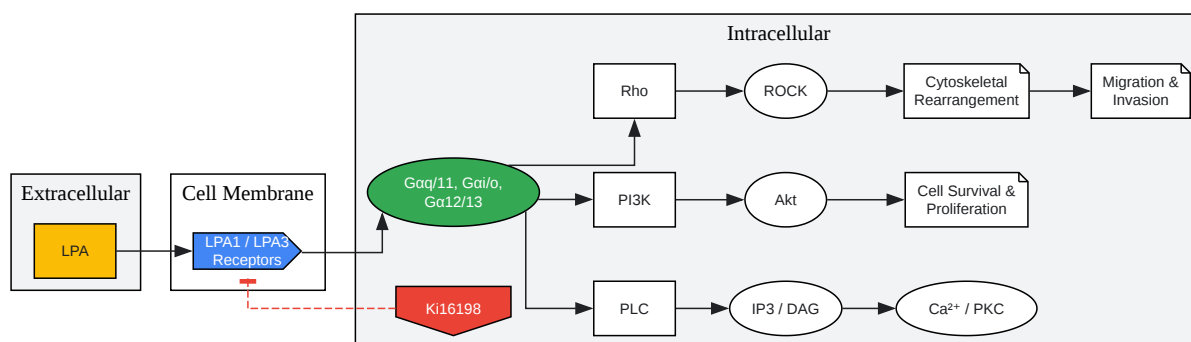 Intracellular
Rho
ROCK
Cytoskeletal
Rearrangement
Migration &
Invasion
Extracellular
Cell Membrane
Gαq/11, Gαi/o,
Gα12/13
PI3K
Akt
Cell Survival &
Proliferation
LPA
LPA1 / LPA3
Receptors
Ki16198
PLC
IP3 / DAG
Ca²⁺ / PKC